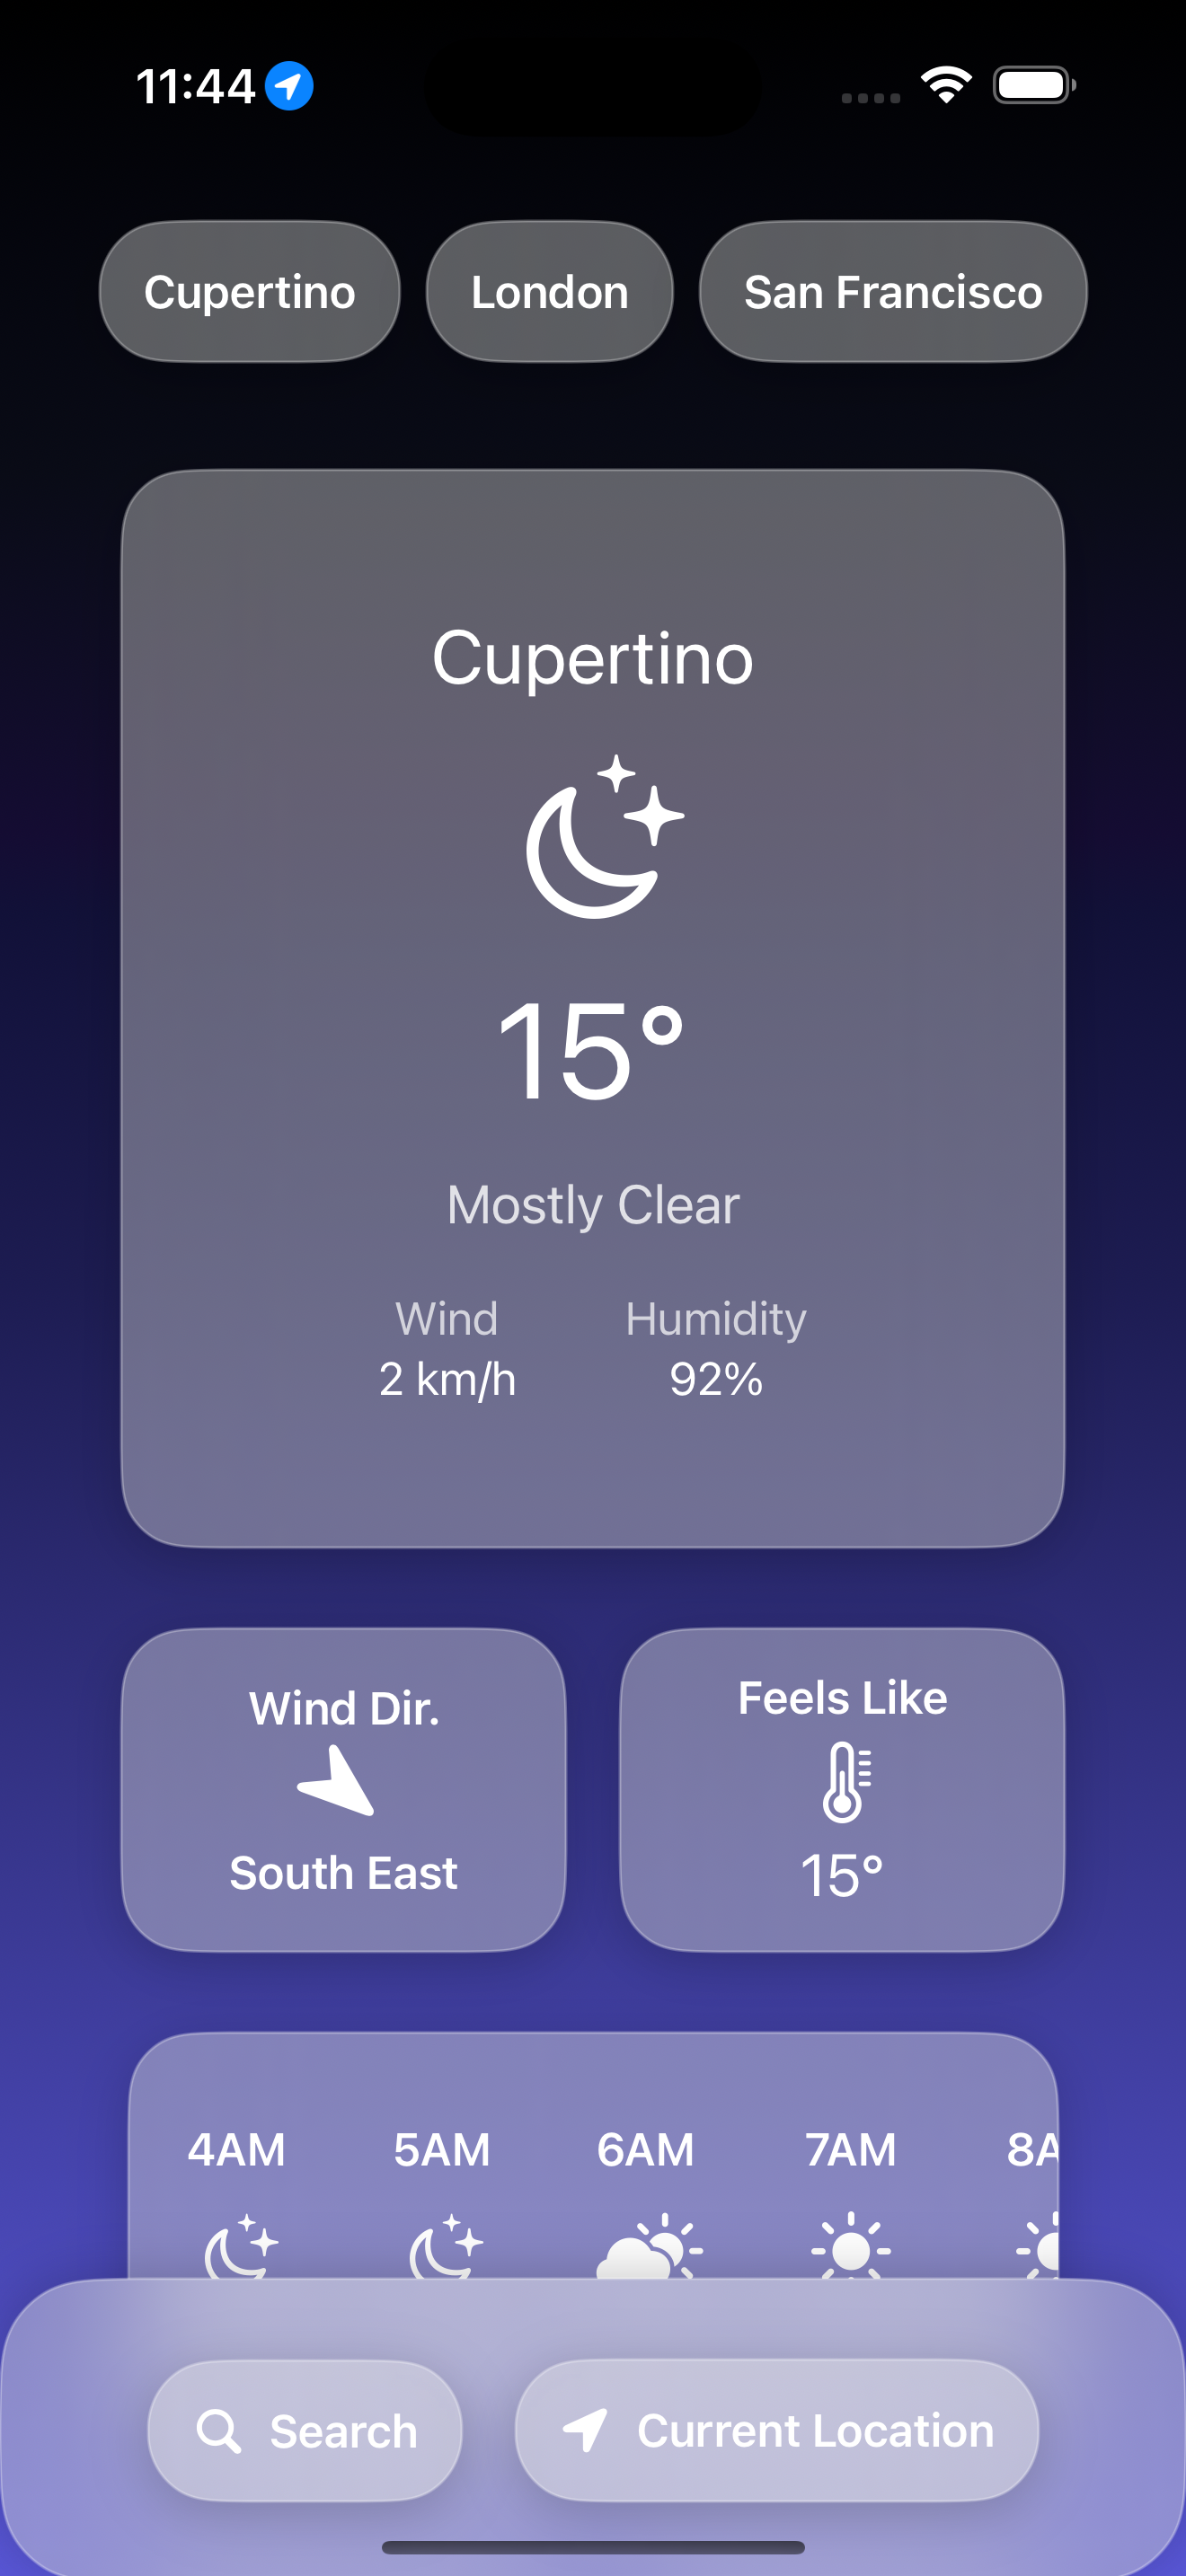 11:44
Cupertino London San Francisco
Cupertino
15°
Mostly Clear
Wind Humidity
2 km/h 92%
Wind Dir. Feels Like
South East 15°
4AM 5AM 6AM 7AM 8A
Search Current Location